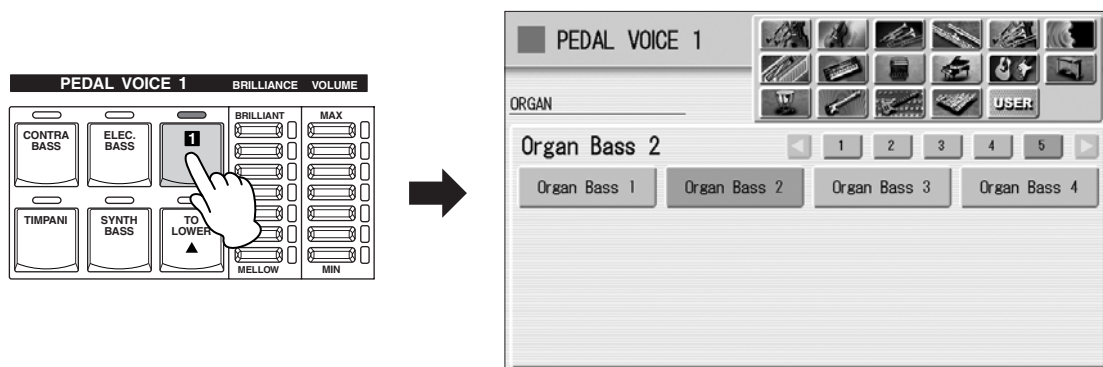 PEDAL VOICE 1 BRILLIANCE VOLUME
BRILLIANT MAX
CONTRA BASS
ELEC. BASS
1
TIMPANI
SYNTH BASS
TO LOWER
▲
MELLOW MIN
PEDAL VOICE 1
USER
ORGAN
Organ Bass 2
1 2 3 4 5
Organ Bass 1 Organ Bass 2 Organ Bass 3 Organ Bass 4